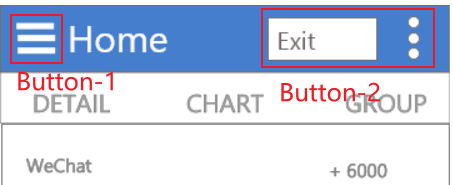 Home
Exit
Button-1
Button-2
DETAIL
CHART
GROUP
WeChat
+ 6000